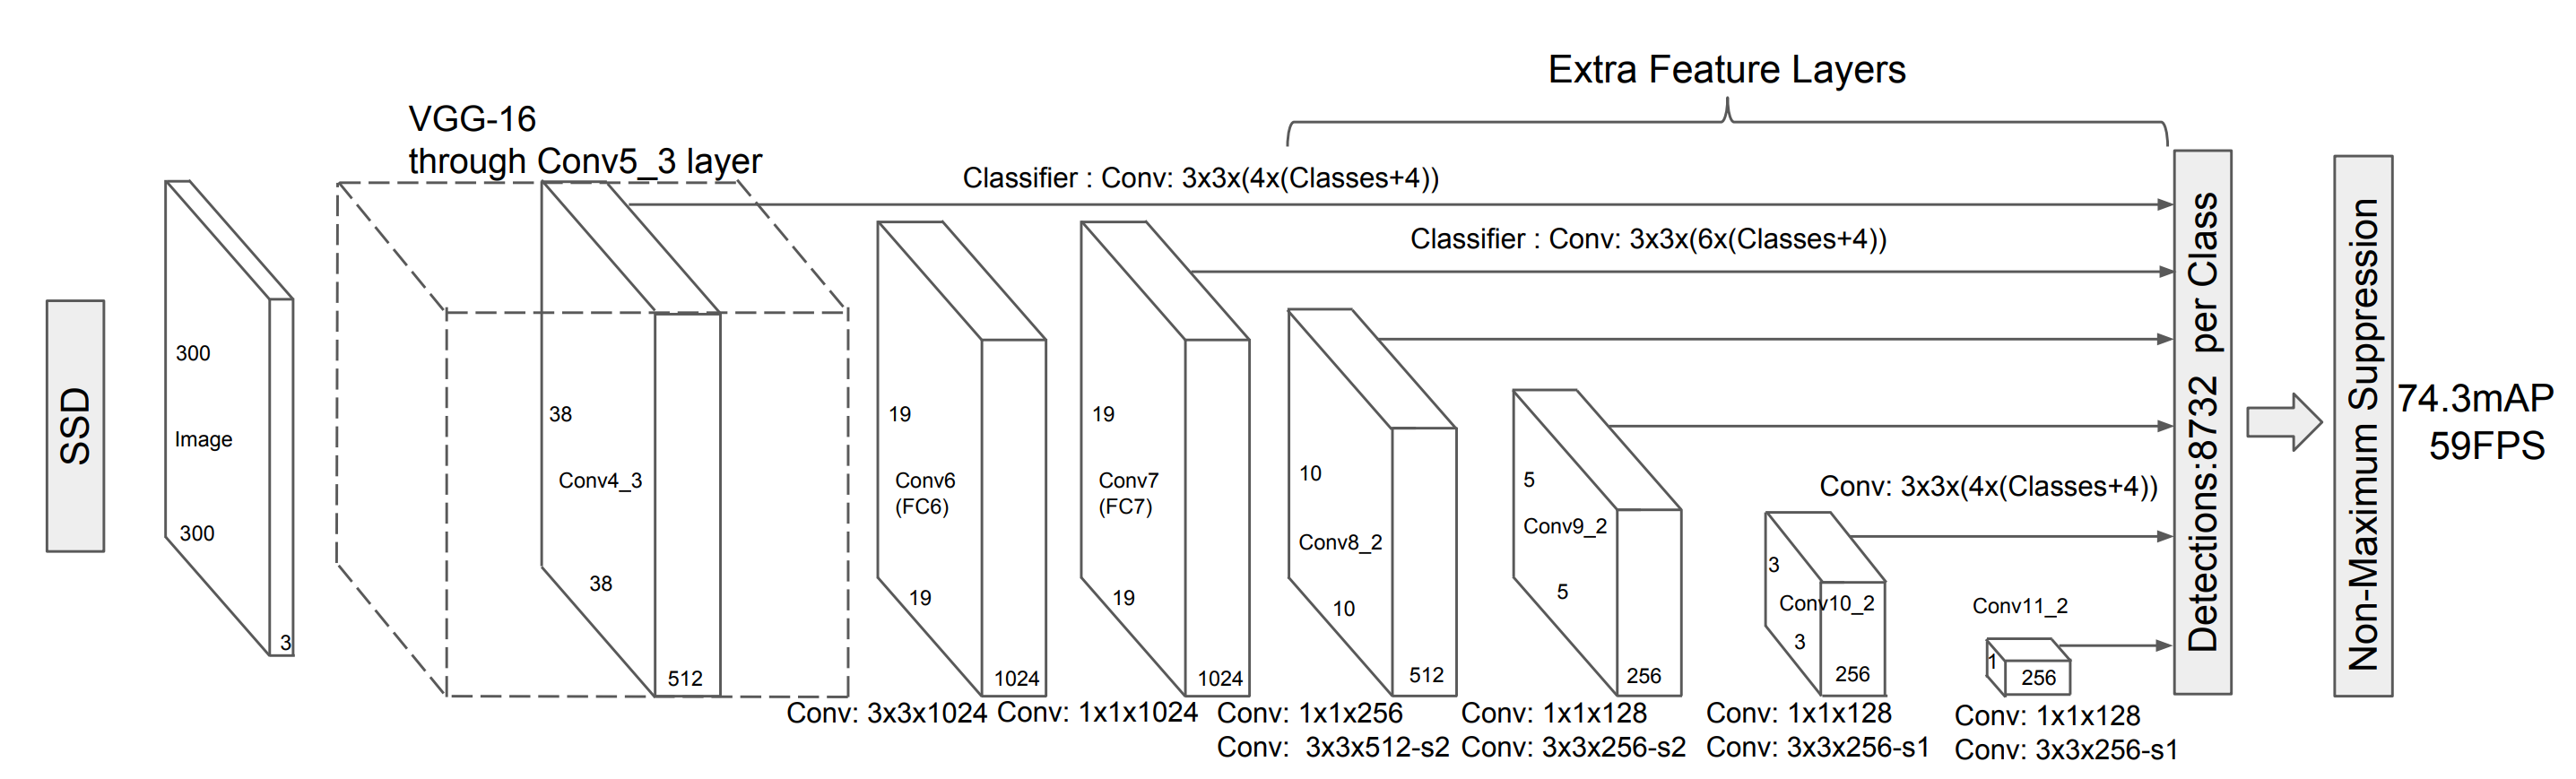 SSD
300
Image
300
3
VGG-16
through Conv5_3 layer
38
Conv4_3
38
512
19
Conv6
(FC6)
19
1024
Conv: 3x3x1024
19
Conv7
(FC7)
19
1024
Conv: 1x1x1024
Extra Feature Layers
Classifier : Conv: 3x3x(4x(Classes+4))
Classifier : Conv: 3x3x(6x(Classes+4))
10
Conv8_2
10
512
Conv: 1x1x256
Conv: 3x3x512-s2
5
Conv9_2
5
256
Conv: 1x1x128
Conv: 3x3x256-s2
Conv: 3x3x(4x(Classes+4))
3
Conv10_2
3
256
Conv: 1x1x128
Conv: 3x3x256-s1
Conv11_2
1
256
Conv: 1x1x128
Conv: 3x3x256-s1
Detections:8732 per Class
Non-Maximum Suppression
74.3mAP
59FPS